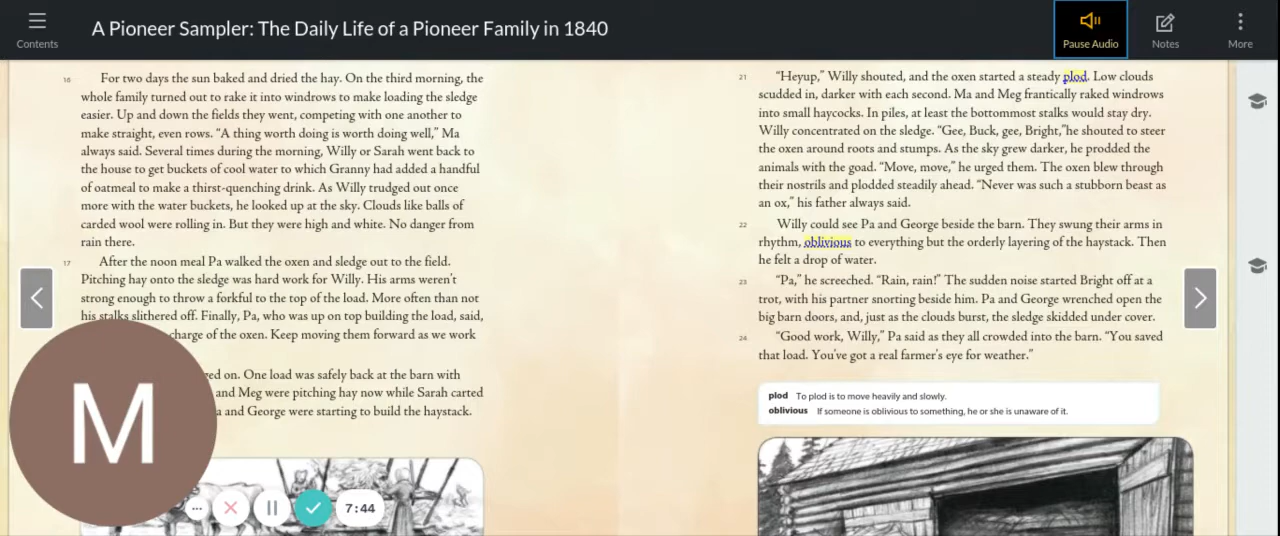 Contents
A Pioneer Sampler: The Daily Life of a Pioneer Family in 1840
Pause Audio
Notes
More
16 For two days the sun baked and dried the hay. On the third morning, the
whole family turned out to rake it into windrows to make loading the sledge
easier. Up and down the fields they went, competing with one another to
make straight, even rows. “A thing worth doing is worth doing well,” Ma
always said. Several times during the morning, Willy or Sarah went back to
the house to get buckets of cool water to which Granny had added a handful
of oatmeal to make a thirst-quenching drink. As Willy trudged out once
more with the water buckets, he looked up at the sky. Clouds like balls of
carded wool were rolling in. But they were high and white. No danger from
rain there.
17 After the noon meal Pa walked the oxen and sledge out to the field.
Pitching hay onto the sledge was hard work for Willy. His arms weren’t
strong enough to throw a forkful to the top of the load. More often than not
his stalks slithered off. Finally, Pa, who was up on top building the load, said,
charge of the oxen. Keep moving them forward as we work
ged on. One load was safely back at the barn with
and Meg were pitching hay now while Sarah carted
a and George were starting to build the haystack.
M
7:44
21 “Heyup,” Willy shouted, and the oxen started a steady plod. Low clouds
scudded in, darker with each second. Ma and Meg frantically raked windrows
into small haycocks. In piles, at least the bottommost stalks would stay dry.
Willy concentrated on the sledge. “Gee, Buck, gee, Bright,”he shouted to steer
the oxen around roots and stumps. As the sky grew darker, he prodded the
animals with the goad. “Move, move,” he urged them. The oxen blew through
their nostrils and plodded steadily ahead. “Never was such a stubborn beast as
an ox,” his father always said.
22 Willy could see Pa and George beside the barn. They swung their arms in
rhythm, oblivious to everything but the orderly layering of the haystack. Then
he felt a drop of water.
23 “Pa,” he screeched. “Rain, rain!” The sudden noise started Bright off at a
trot, with his partner snorting beside him. Pa and George wrenched open the
big barn doors, and, just as the clouds burst, the sledge skidded under cover.
24 “Good work, Willy,” Pa said as they all crowded into the barn. “You saved
that load. You’ve got a real farmer’s eye for weather.”
plod To plod is to move heavily and slowly.
oblivious If someone is oblivious to something, he or she is unaware of it.